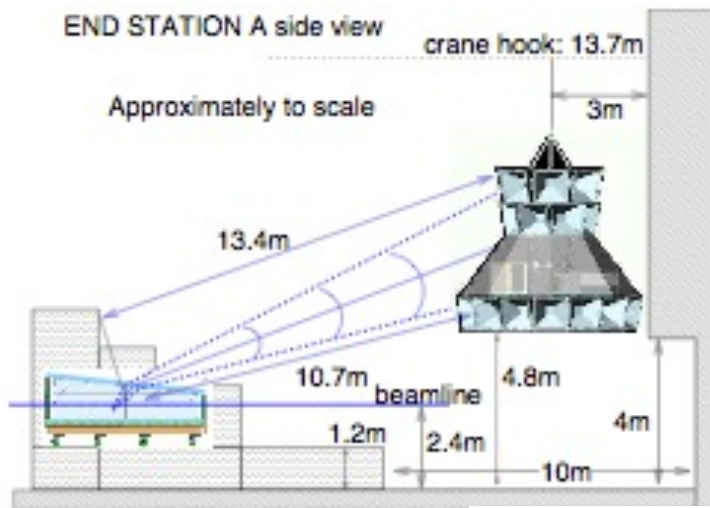 END STATION A side view
crane hook: 13.7m
Approximately to scale
3m
13.4m
10.7m
beamline
4.8m
1.2m
2.4m
4m
10m